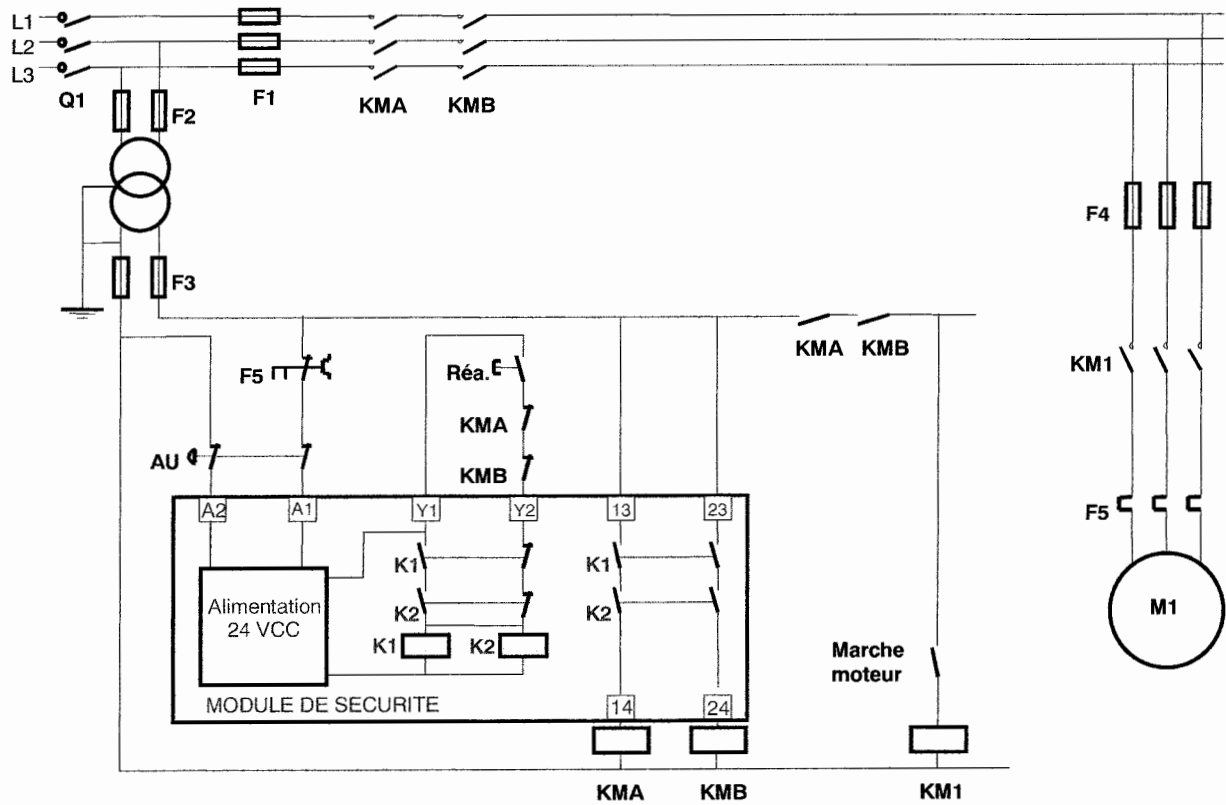 L1
L2
L3
Q1
F1
KMA
KMB
F2
F3
F4
F5
Réa.
KMA
KMB
KMA
KMB
KM1
AU
A2
A1
Y1
Y2
13
23
F5
K1
K1
Alimentation
24 VCC
K2
K2
M1
K1
K2
Marche
moteur
MODULE DE SECURITE
14
24
KMA
KMB
KM1